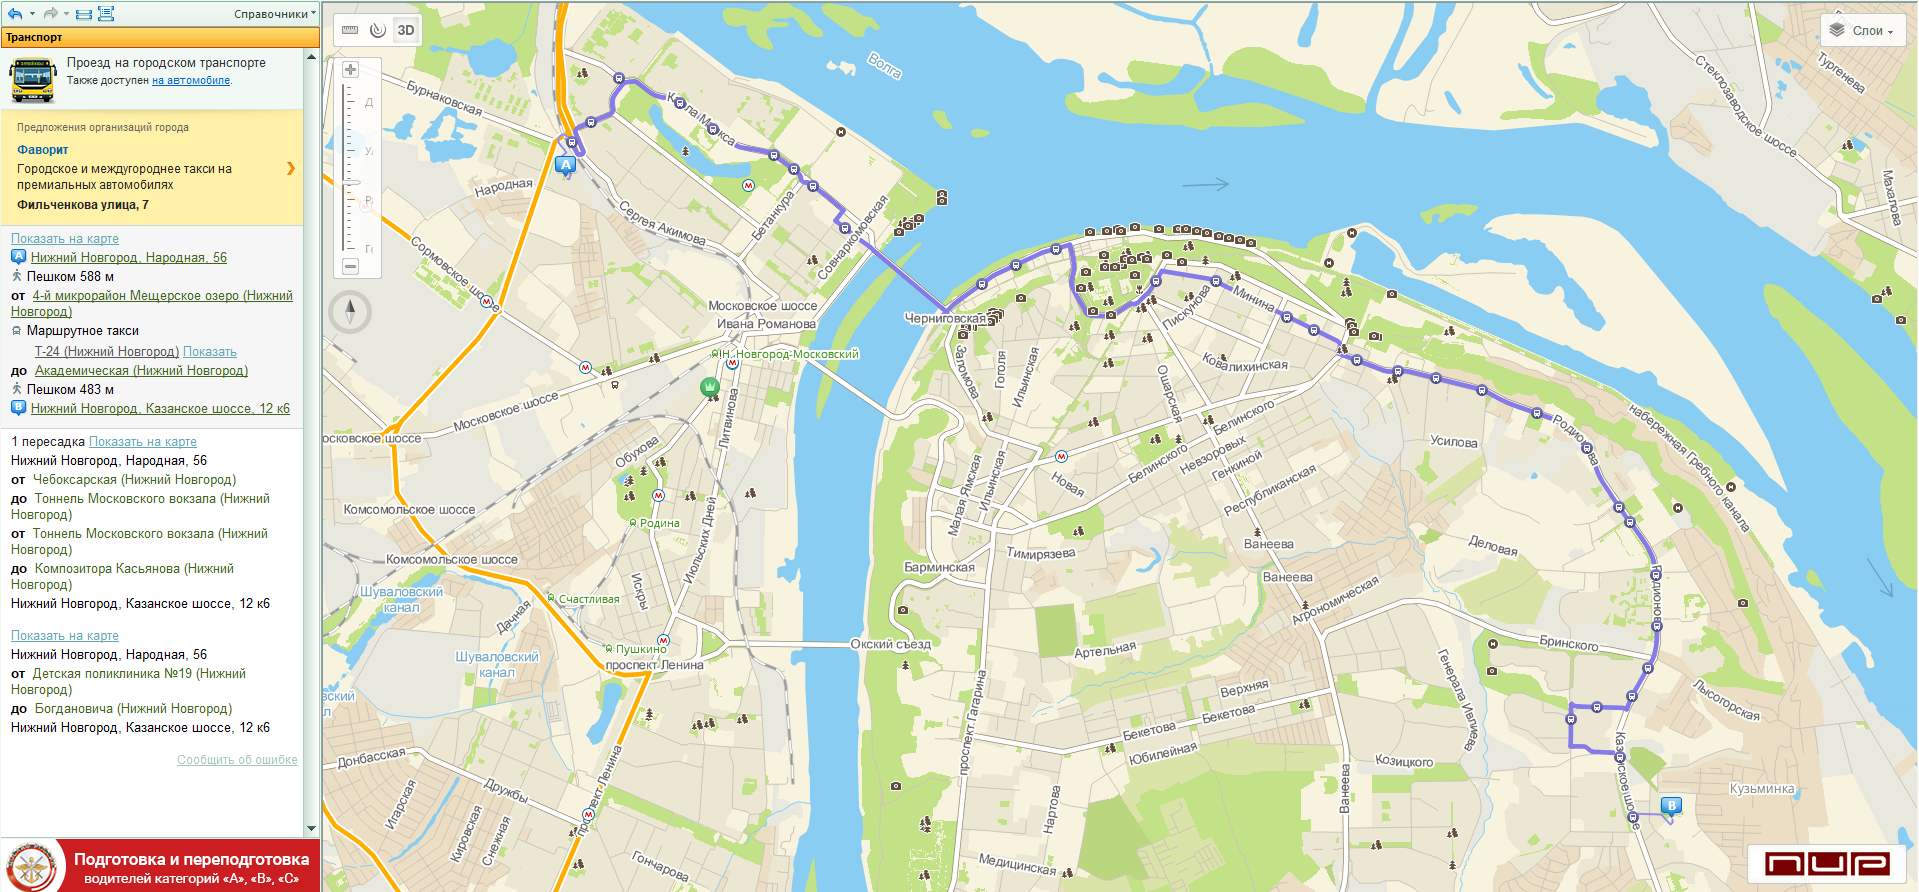 Справочники
Транспорт
Проезд на городском транспорте
Также доступен на автомобиле.
Предложения организаций города
Фаворит
Городское и междугороднее такси на
премиальных автомобилях
Фильченкова улица, 7
Показать на карте
A Нижний Новгород, Народная, 56
Пешком 588 м
от 4-й микрорайон Мещерское озеро (Нижний
Новгород)
Маршрутное такси
Т-24 (Нижний Новгород) Показать
до Академическая (Нижний Новгород)
Пешком 483 м
B Нижний Новгород, Казанское шоссе, 12 к6
1 пересадка Показать на карте
Нижний Новгород, Народная, 56
от Чебоксарская (Нижний Новгород)
до Тоннель Московского вокзала (Нижний
Новгород)
от Тоннель Московского вокзала (Нижний
Новгород)
до Композитора Касьянова (Нижний
Новгород)
Нижний Новгород, Казанское шоссе, 12 к6
Показать на карте
Нижний Новгород, Народная, 56
от Детская поликлиника №19 (Нижний
Новгород)
до Богдановича (Нижний Новгород)
Нижний Новгород, Казанское шоссе, 12 к6
Сообщить об ошибке
Подготовка и переподготовка
водителей категорий «А», «В», «С»
3D
Слои
Волга
Бурнаковская
Карла Маркса
A
Народная
Сергея Акимова
Бетанкура
Совнаркомовская
Сормовское шоссе
Стеклозаводское шоссе
Тургенева
Махалова
Московское шоссе
Ивана Романова
Н. Новгород-Московский
Черниговская
Заломова
Гоголя
Ильинская
Пискунова
Минина
Ковалихинская
Ошарская
Белинского
Московское шоссе
осковское шоссе
Литвинова
Обухова
Белинского
Невзоровых
Генкиной
Республиканская
Новая
Усилова
Родионова
набережная Гребного канала
Малая Ямская
Ильинская
Комсомольское шоссе
Родина
Июльских Дней
Тимирязева
Ванеева
Деловая
Комсомольское шоссе
Барминская
Ванеева
Агрономическая
Родионова
Шуваловский
канал
Счастливая
Искры
Дачная
Окский съезд
Артельная
Бринского
Шуваловский
канал
Пушкино
проспект Ленина
Верхняя
Бекетова
Генерала Ивлиева
Лысогорская
вский
ал
проспект Гагарина
Бекетова
Юбилейная
Козицкого
Казанское шоссе
Донбасская
Дружбы
проспект Ленина
Ванеева
Кузьминка
B
Игарская
Кировская
Снежная
Нартова
Гончарова
Медицинская